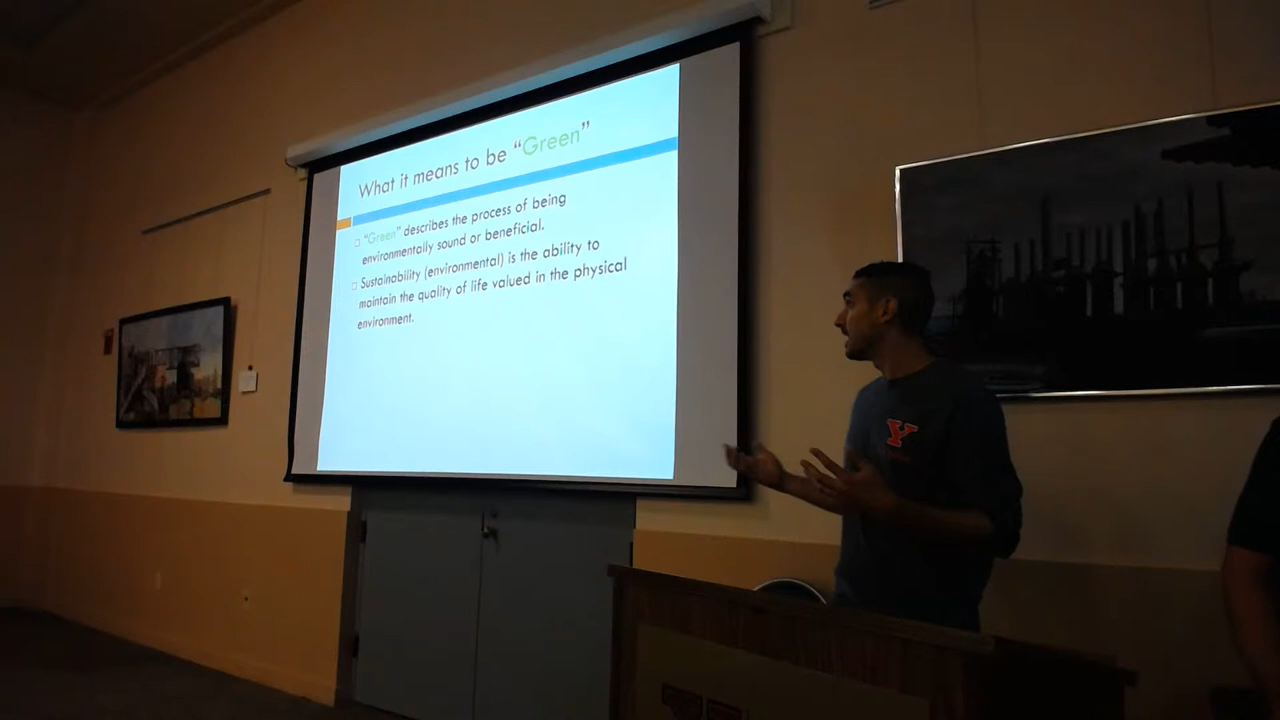 What it means to be “Green”
“Green” describes the process of being
environmentally sound or beneficial.
Sustainability (environmental) is the ability to
maintain the quality of life valued in the physical
environment.
Y